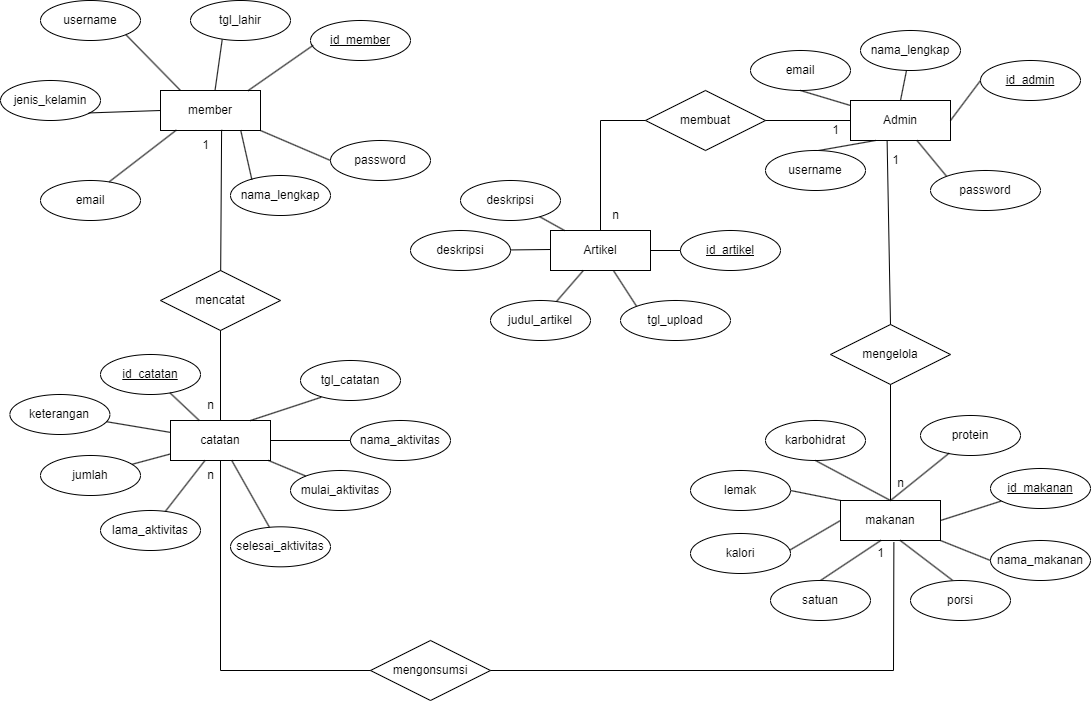 username
tgl_lahir
id_member
jenis_kelamin
member
1
password
email
nama_lengkap
mencatat
email
nama_lengkap
id_admin
membuat
Admin
1
1
username
password
deskripsi
n
deskripsi
Artikel
id_artikel
judul_artikel
tgl_upload
mengelola
id_catatan
tgl_catatan
n
keterangan
catatan
nama_aktivitas
n
jumlah
mulai_aktivitas
lama_aktivitas
selesai_aktivitas
karbohidrat
protein
n
lemak
id_makanan
makanan
1
kalori
nama_makanan
satuan
porsi
mengonsumsi